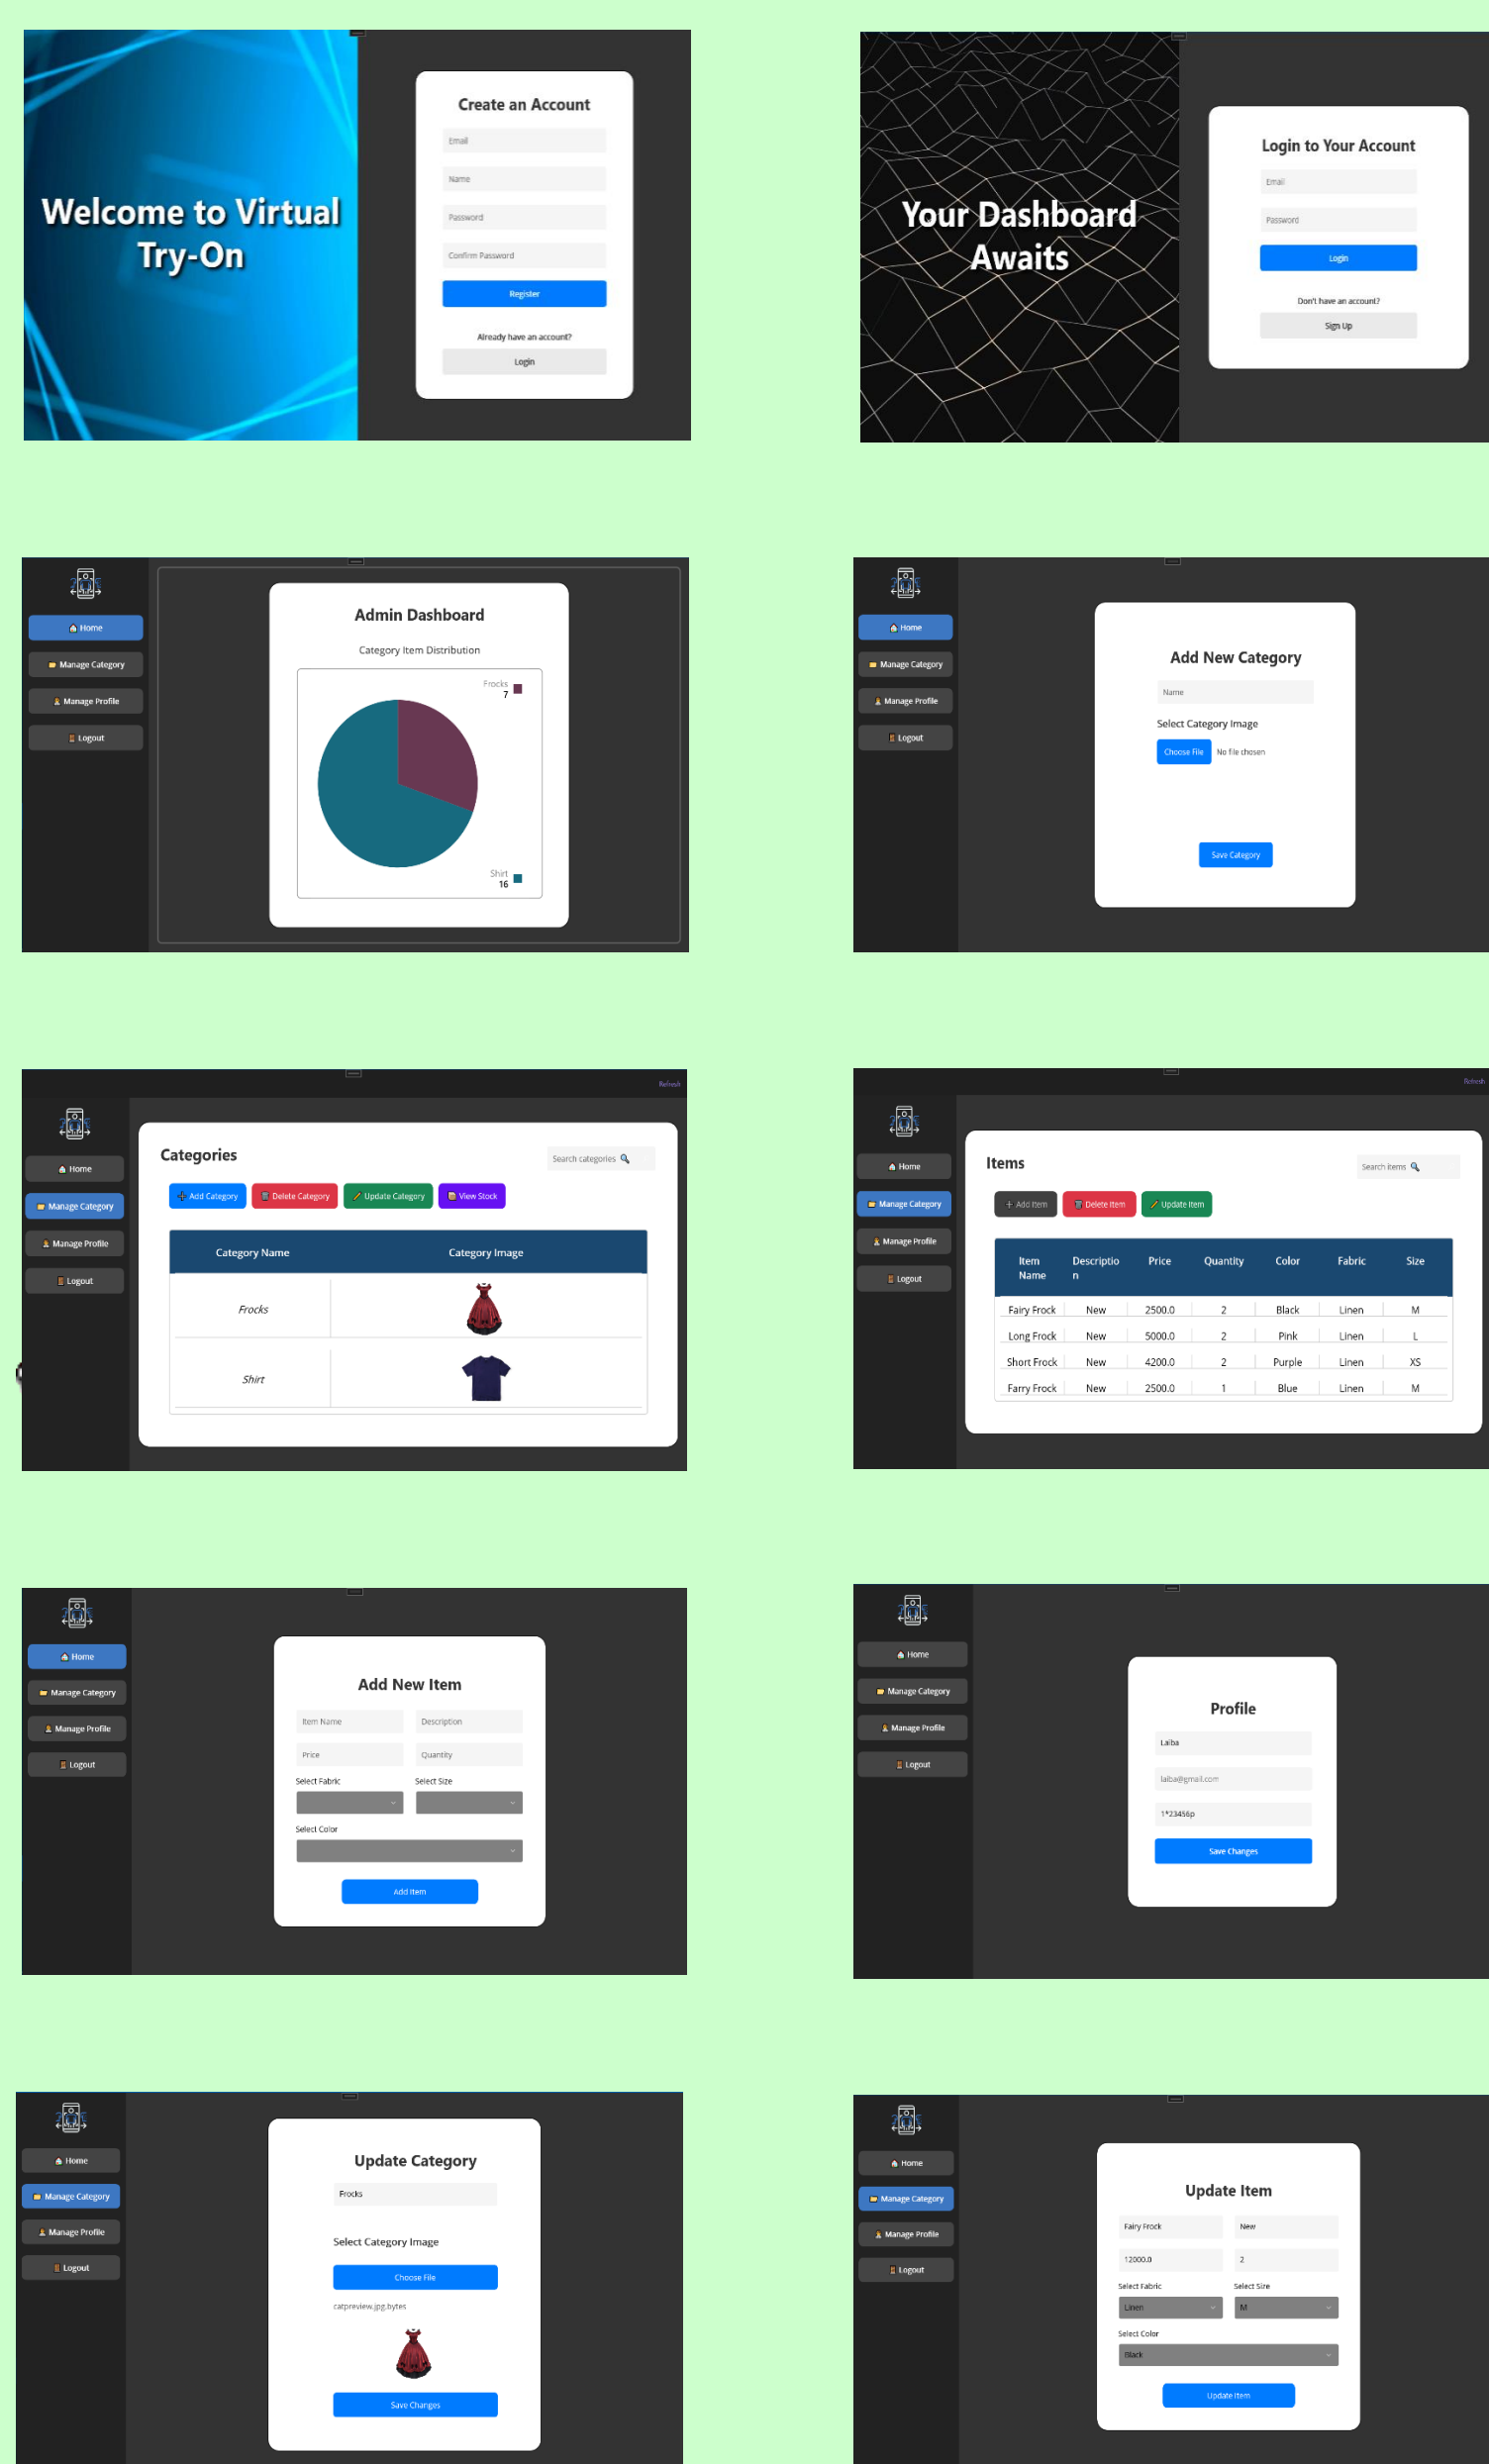 Welcome to Virtual
Try-On
Create an Account
Email
Name
Password
Confirm Password
Register
Already have an account?
Login
Your Dashboard
Awaits
Login to Your Account
Email
Password
Login
Don't have an account?
Sign Up
Home
Manage Category
Manage Profile
Logout
Admin Dashboard
Category Item Distribution
Frocks
7
Shirt
16
Home
Manage Category
Manage Profile
Logout
Add New Category
Name
Select Category Image
Choose File No file chosen
Save Category
Refresh
Home
Manage Category
Manage Profile
Logout
Categories
Search categories
Add Category Delete Category Update Category View Stock
Category Name Category Image
Frocks
Shirt
Refresh
Home
Manage Category
Manage Profile
Logout
Items
Search items
Add Item Delete Item Update Item
Item Descriptio Price Quantity Color Fabric Size
Name n
Fairy Frock New 2500.0 2 Black Linen M
Long Frock New 5000.0 2 Pink Linen L
Short Frock New 4200.0 2 Purple Linen XS
Farry Frock New 2500.0 1 Blue Linen M
Home
Manage Category
Manage Profile
Logout
Add New Item
Item Name Description
Price Quantity
Select Fabric Select Size
Select Color
Add Item
Home
Manage Category
Manage Profile
Logout
Profile
Laiba
laiba@gmail.com
1*23456p
Save Changes
Home
Manage Category
Manage Profile
Logout
Update Category
Frocks
Select Category Image
Choose File
catpreview.jpg.bytes
Save Changes
Home
Manage Category
Manage Profile
Logout
Update Item
Fairy Frock New
12000.0 2
Select Fabric Select Size
Linen M
Select Color
Black
Update Item